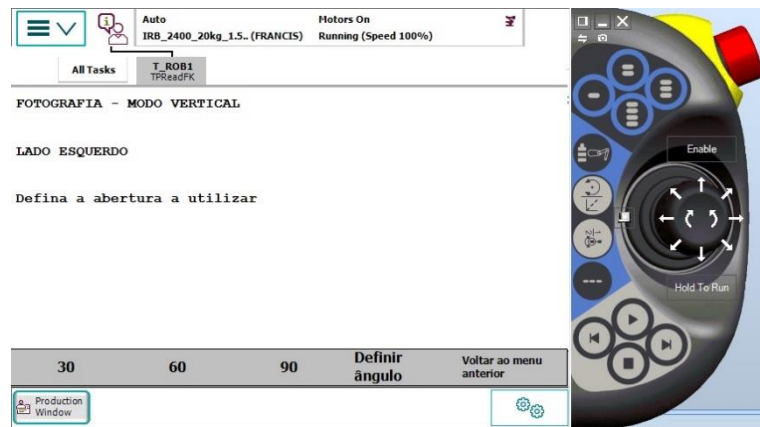 Auto
IRB_2400_20kg_1.5.. (FRANCIS)
Motors On
Running (Speed 100%)
All Tasks
T_ROB1
TPReadFK
FOTOGRAFIA - MODO VERTICAL
LADO ESQUERDO
Defina a abertura a utilizar
30
60
90
Definir
ângulo
Voltar ao menu
anterior
Production
Window
Enable
Hold To Run